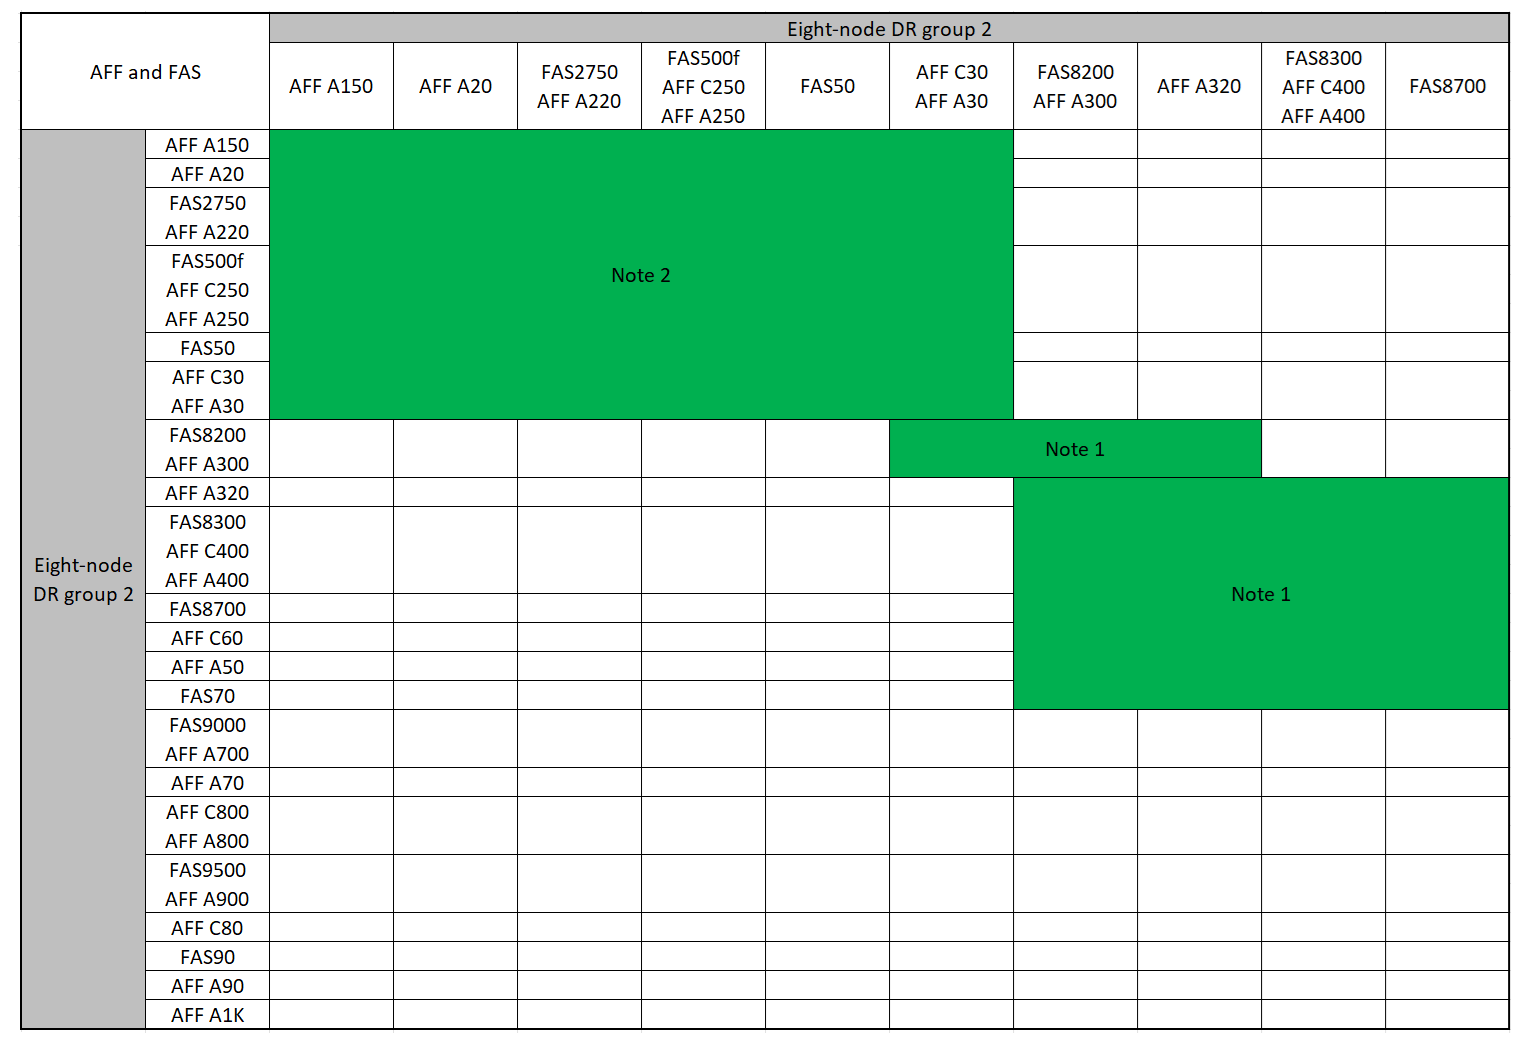 Eight-node DR group 2
AFF and FAS
AFF A150
AFF A20
FAS2750
AFF A220
FAS500f
AFF C250
AFF A250
FAS50
AFF C30
AFF A30
FAS8200
AFF A300
AFF A320
FAS8300
AFF C400
AFF A400
FAS8700
Eight-node
DR group 2
AFF A150
AFF A20
FAS2750
AFF A220
FAS500f
AFF C250
AFF A250
FAS50
AFF C30
AFF A30
FAS8200
AFF A300
AFF A320
FAS8300
AFF C400
AFF A400
FAS8700
AFF C60
AFF A50
FAS70
FAS9000
AFF A700
AFF A70
AFF C800
AFF A800
FAS9500
AFF A900
AFF C80
FAS90
AFF A90
AFF A1K
Note 2
Note 1
Note 1